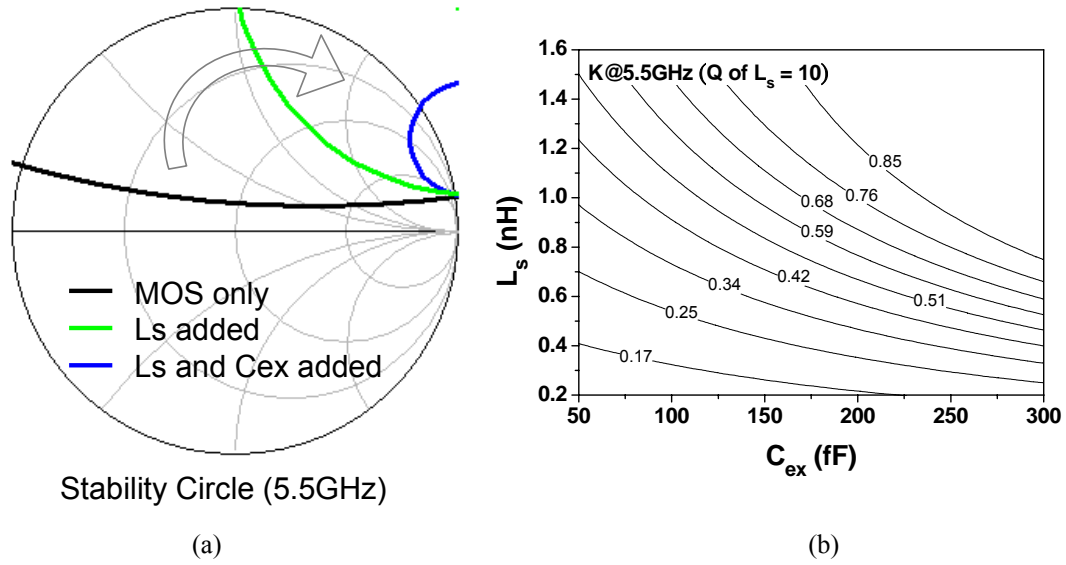 MOS only
Ls added
Ls and Cex added
Stability Circle (5.5GHz)
(a)
K@5.5GHz (Q of Ls = 10)
Ls (nH)
1.6
1.4
1.2
1.0
0.8
0.6
0.4
0.2
0.85
0.76
0.68
0.59
0.51
0.42
0.34
0.25
0.17
50 100 150 200 250 300
Cex (fF)
(b)